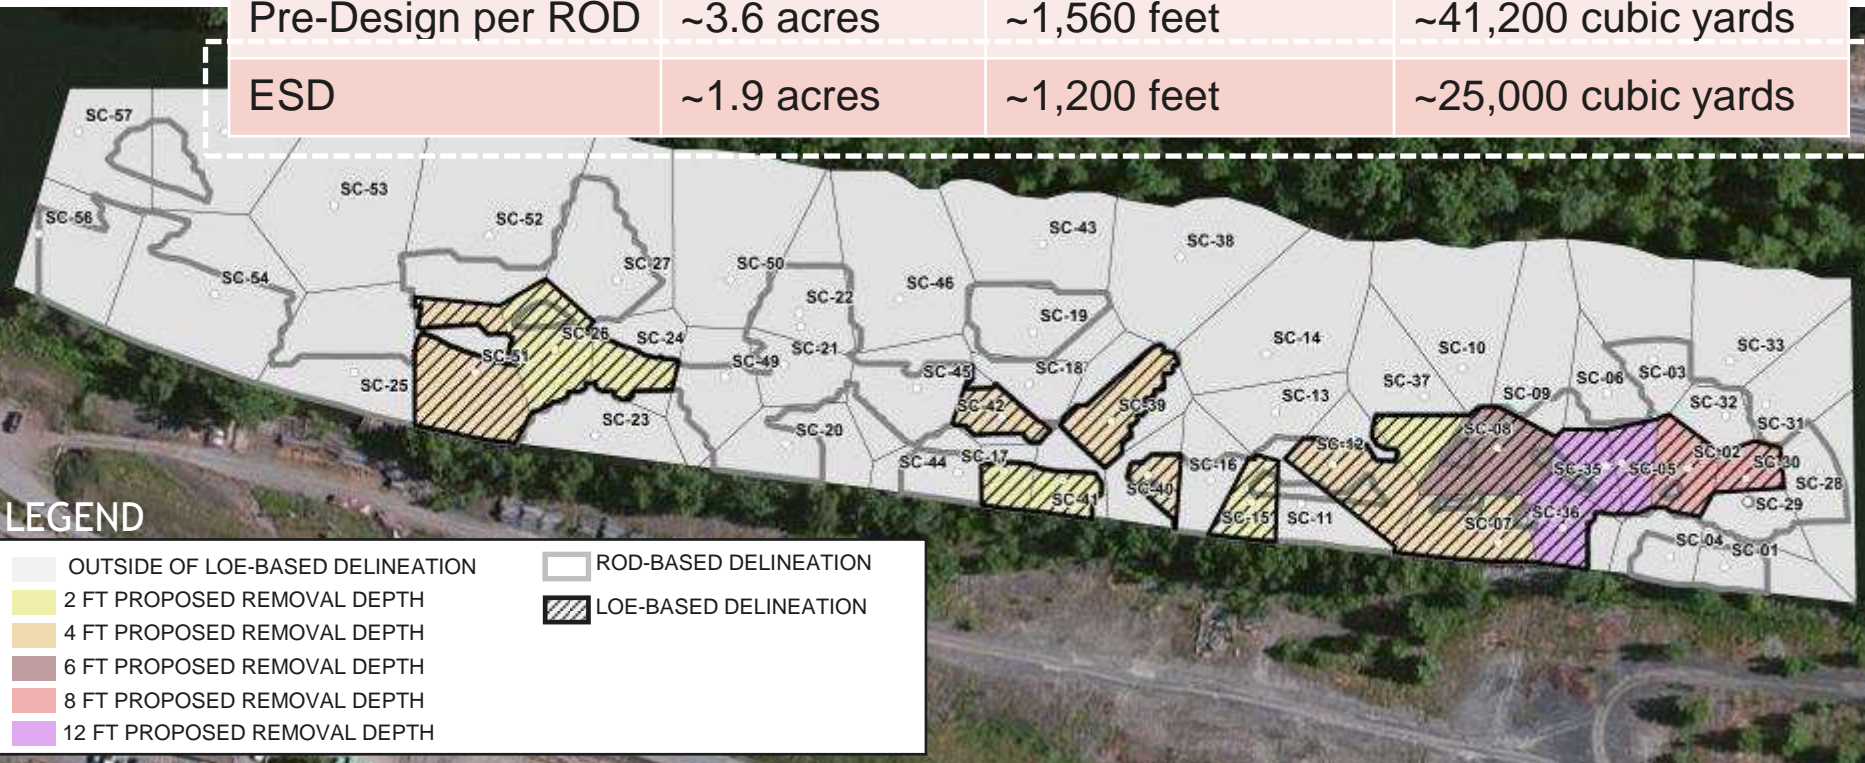 Pre-Design per ROD ~3.6 acres ~1,560 feet ~41,200 cubic yards
ESD ~1.9 acres ~1,200 feet ~25,000 cubic yards
SC-57
SC-53
SC-56
SC-52
SC-43
SC-38
SC-54
SC-27
SC-50
SC-46
SC-22
SC-19
SC-26
SC-24
SC-14
SC-51
SC-49
SC-21
SC-10
SC-33
SC-25
SC-45
SC-18
SC-37
SC-06
SC-03
SC-42
SC-39
SC-13
SC-09
SC-32
SC-23
SC-20
SC-08
SC-31
SC-44
SC-17
SC-16
SC-12
SC-35
SC-05
SC-02
SC-30
SC-41
SC-40
SC-28
SC-15
SC-11
SC-07
SC-36
SC-29
SC-04
SC-01
LEGEND
OUTSIDE OF LOE-BASED DELINEATION
2 FT PROPOSED REMOVAL DEPTH
4 FT PROPOSED REMOVAL DEPTH
6 FT PROPOSED REMOVAL DEPTH
8 FT PROPOSED REMOVAL DEPTH
12 FT PROPOSED REMOVAL DEPTH
ROD-BASED DELINEATION
LOE-BASED DELINEATION